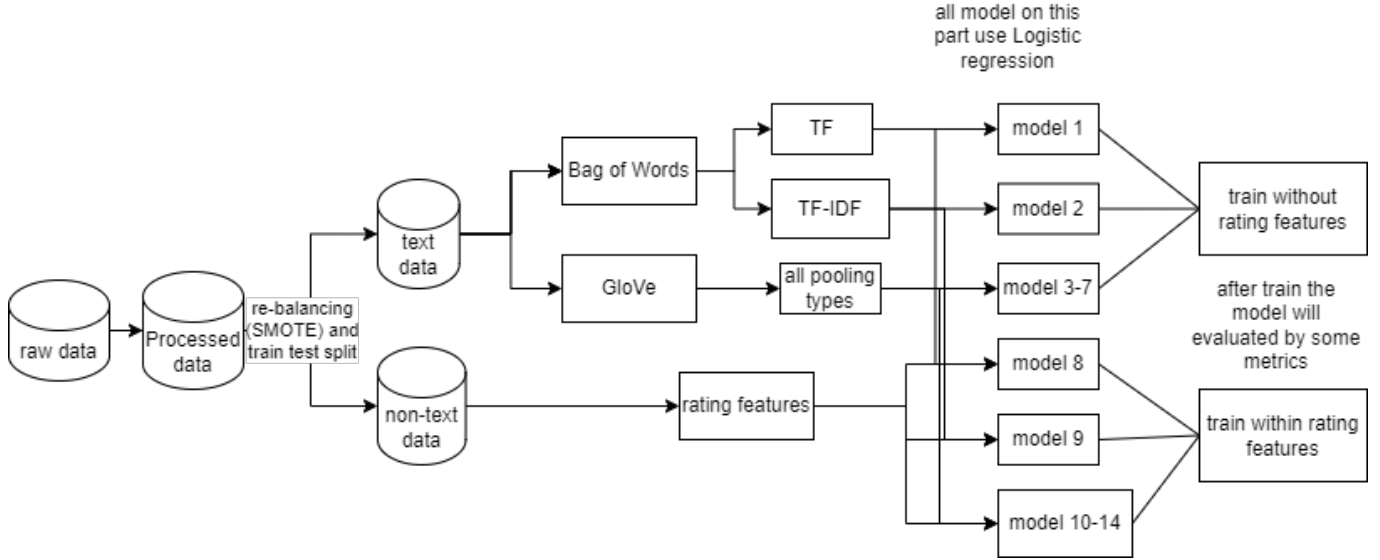 all model on this
part use Logistic
regression
TF
model 1
Bag of Words
TF-IDF
model 2
train without
rating features
text
data
GloVe
all pooling
types
model 3-7
raw data
Processed
data
re-balancing
(SMOTE) and
train test split
after train the
model will
evaluated by some
metrics
non-text
data
rating features
model 8
model 9
train within rating
features
model 10-14